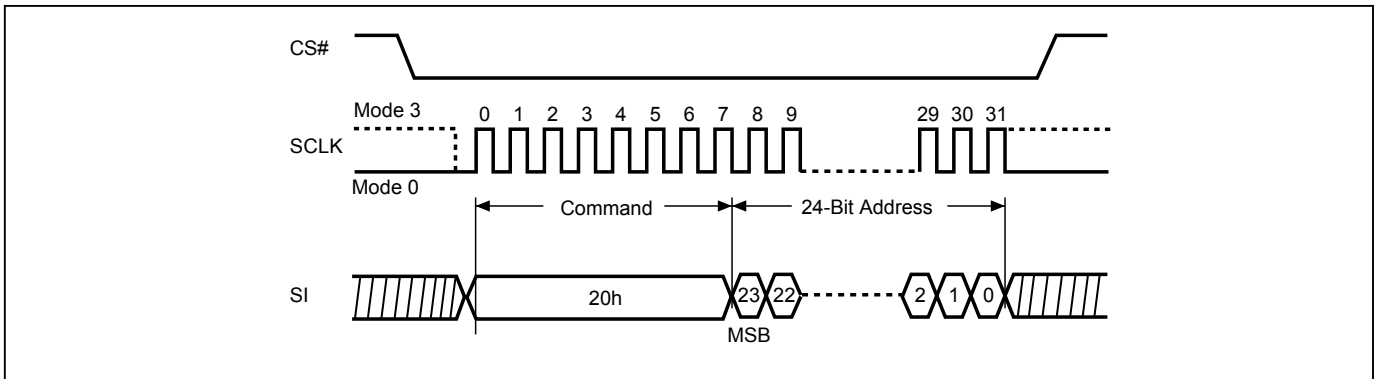 CS#
Mode 3
0 1 2 3 4 5 6 7 8 9 29 30 31
SCLK
Mode 0
Command 24-Bit Address
SI 20h 23 22 2 1 0
MSB